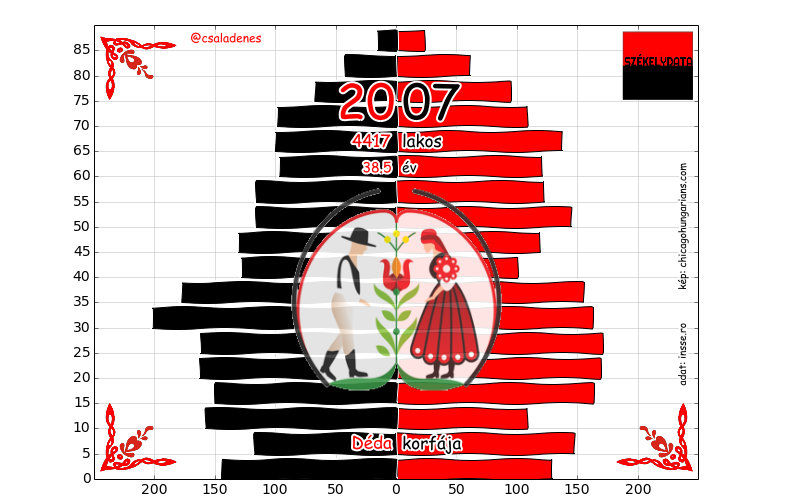 @csaladenes
SZÉKELYDATA
2007
4417 lakos
38.5 év
kép: chicagohungarians.com
adat: insse.ro
Déda korfája
85
80
75
70
65
60
55
50
45
40
35
30
25
20
15
10
5
0
200 150 100 50 0 50 100 150 200